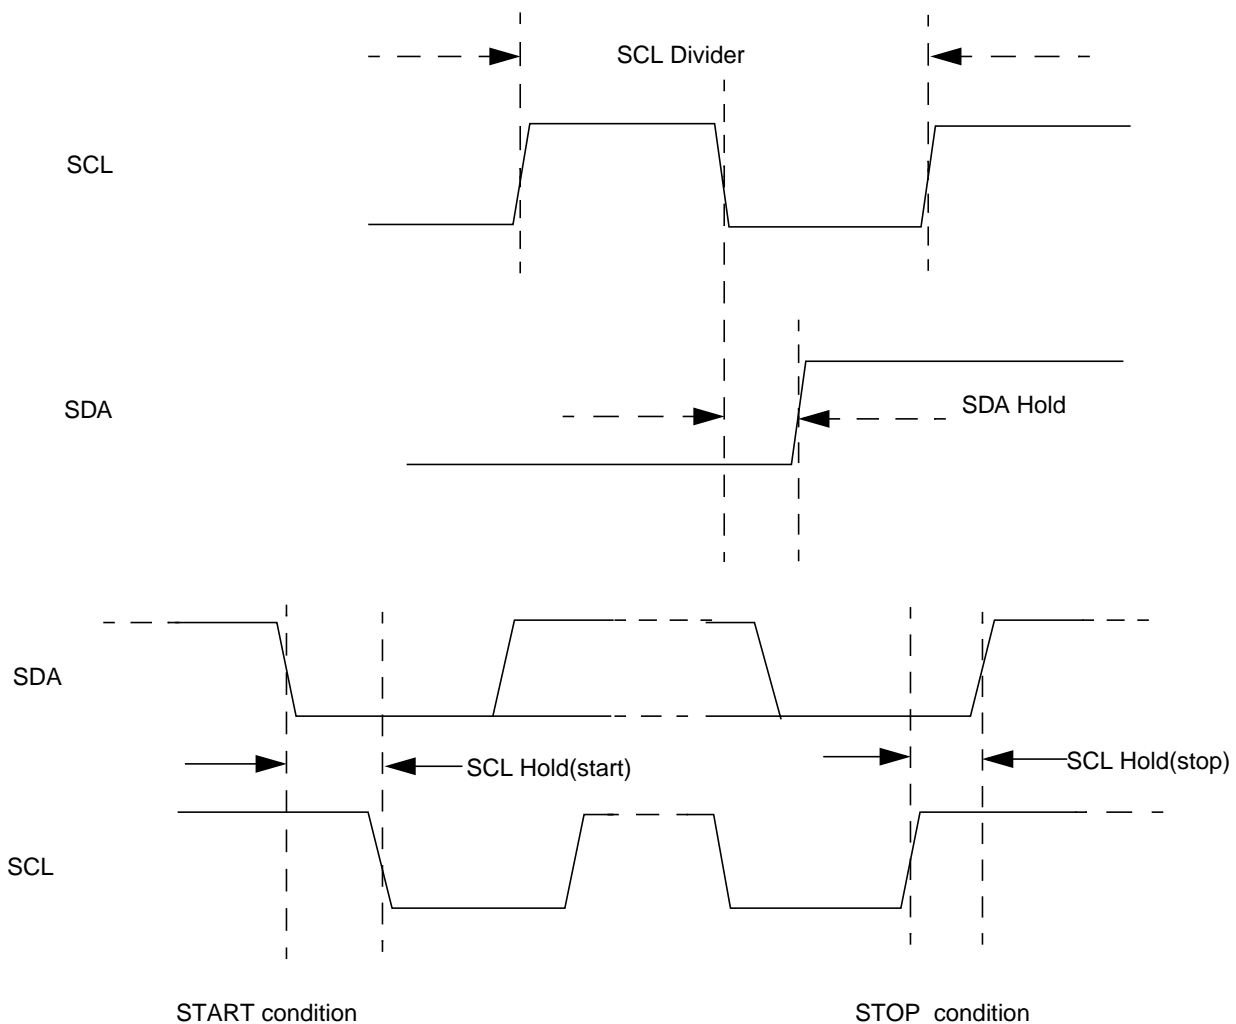 SCL Divider
SCL
SDA
SDA Hold
SDA
SCL Hold(start)
SCL Hold(stop)
SCL
START condition
STOP condition